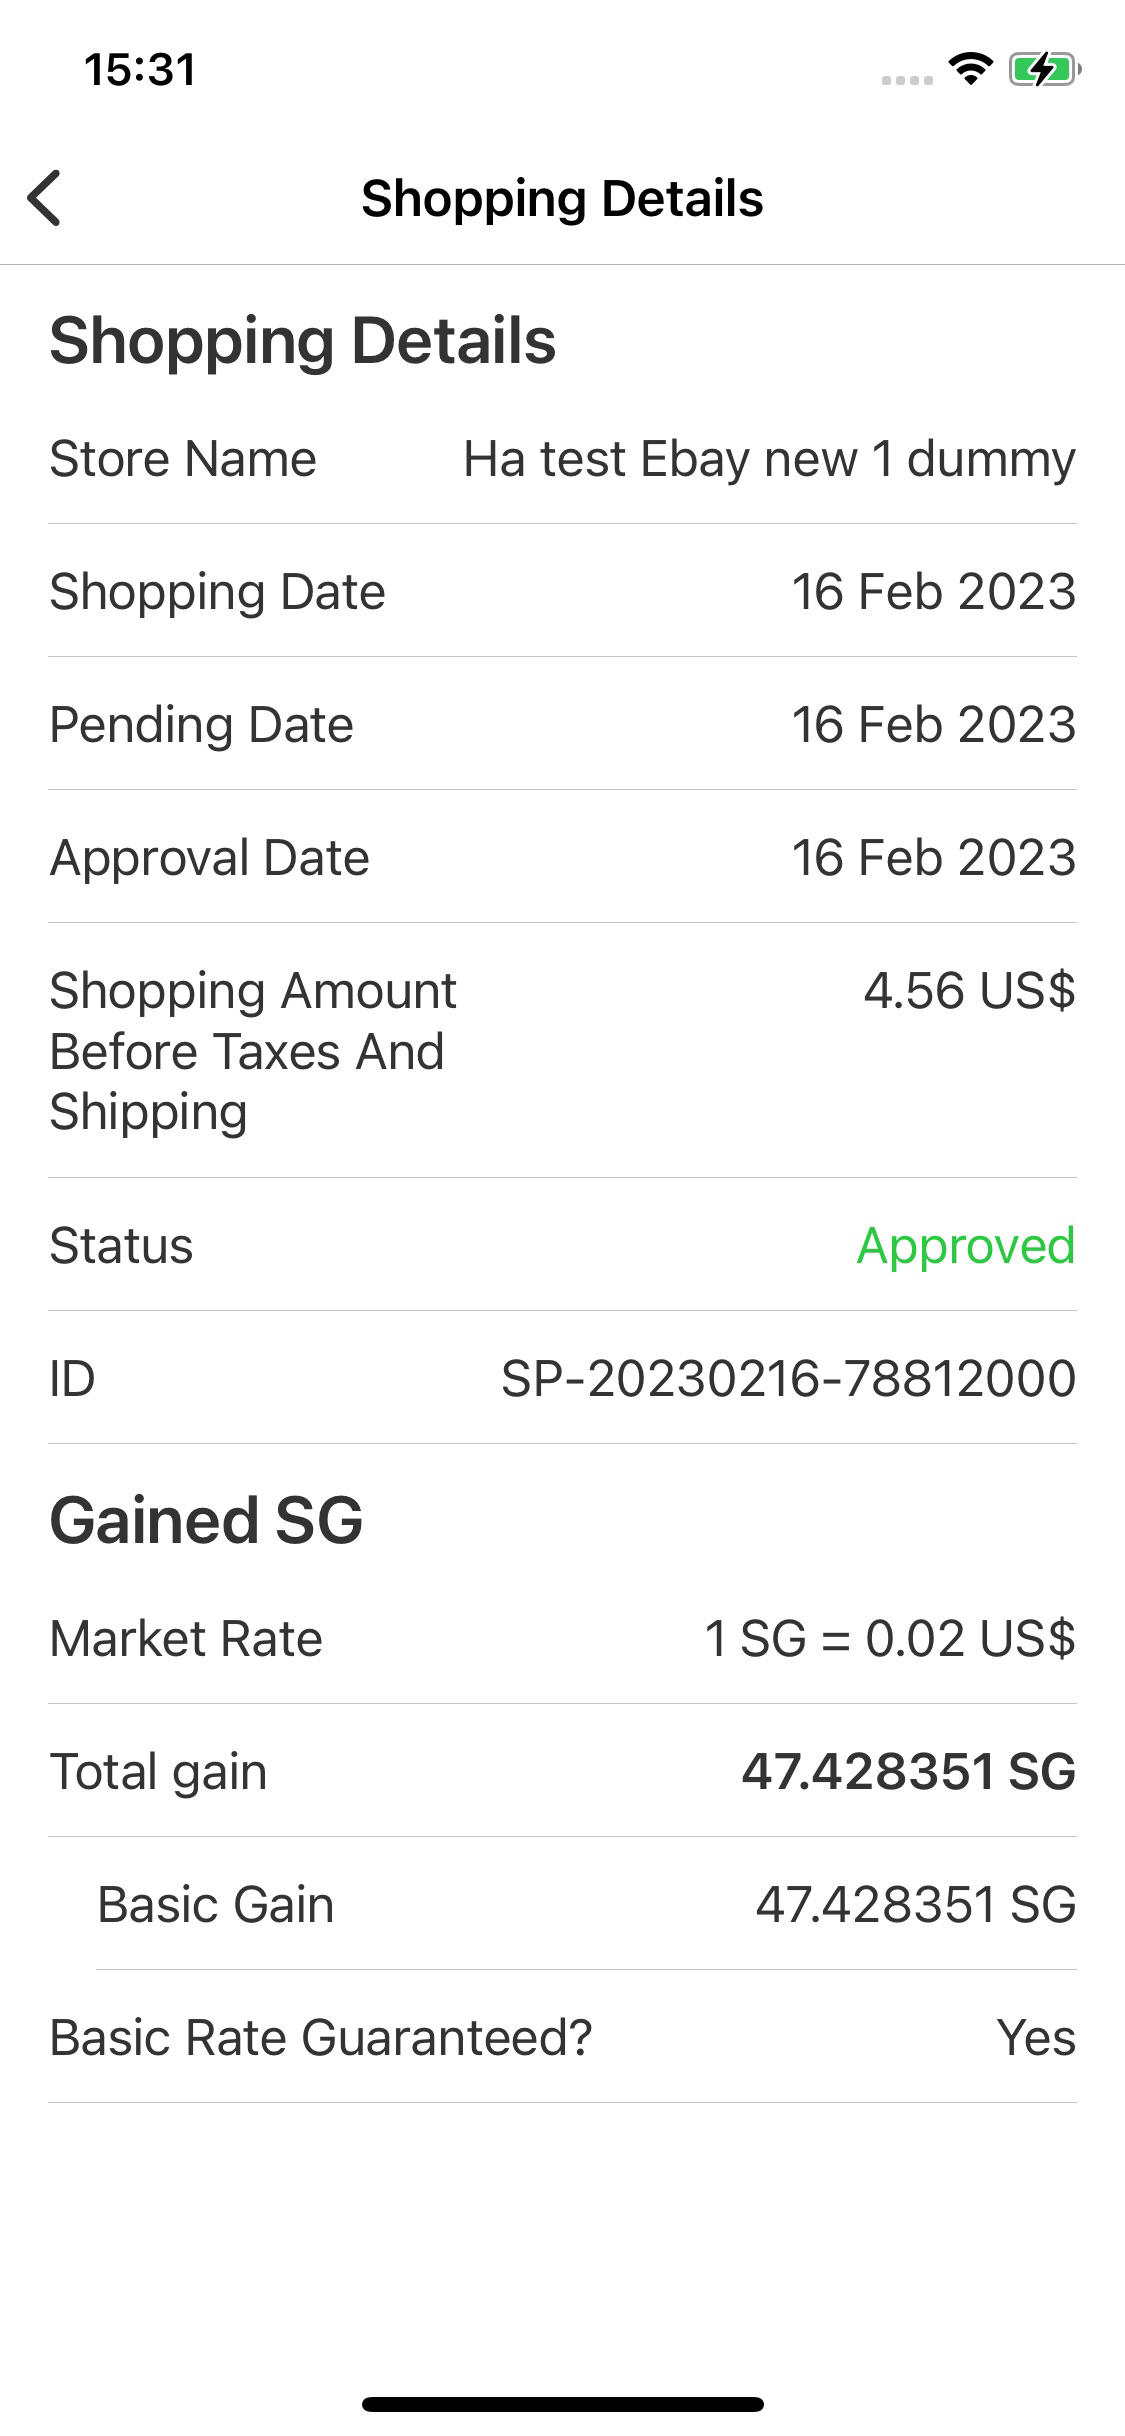 15:31
Shopping Details
Shopping Details
Store Name Ha test Ebay new 1 dummy
Shopping Date 16 Feb 2023
Pending Date 16 Feb 2023
Approval Date 16 Feb 2023
Shopping Amount 4.56 US$
Before Taxes And
Shipping
Status Approved
ID SP-20230216-78812000
Gained SG
Market Rate 1 SG = 0.02 US$
Total gain 47.428351 SG
Basic Gain 47.428351 SG
Basic Rate Guaranteed? Yes